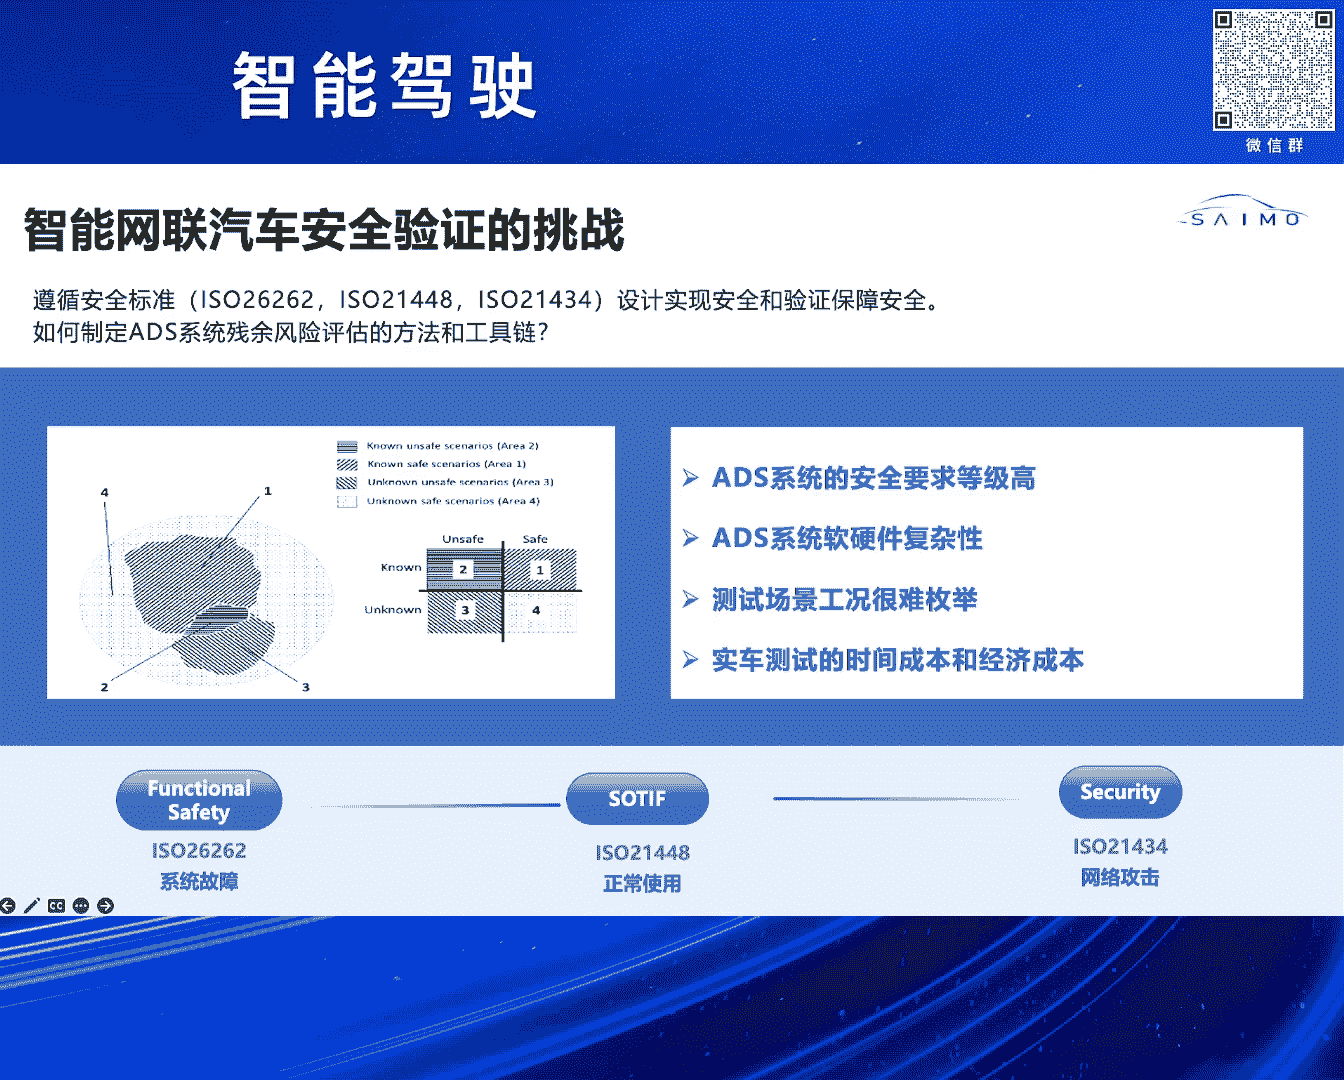 智能驾驶
微信群
智能网联汽车安全验证的挑战
SAIMO
遵循安全标准（ISO26262，ISO21448，ISO21434）设计实现安全和验证保障安全。
如何制定ADS系统残余风险评估的方法和工具链？
Known unsafe scenarios (Area 2)
Known safe scenarios (Area 1)
Unknown unsafe scenarios (Area 3)
Unknown safe scenarios (Area 4)
4
1
2
3
Unsafe Safe
Known 2 1
Unknown 3 4
ADS系统的安全要求等级高
ADS系统软硬件复杂性
测试场景工况很难枚举
实车测试的时间成本和经济成本
Functional
Safety
ISO26262
系统故障
SOTIF
ISO21448
正常使用
Security
ISO21434
网络攻击
CC